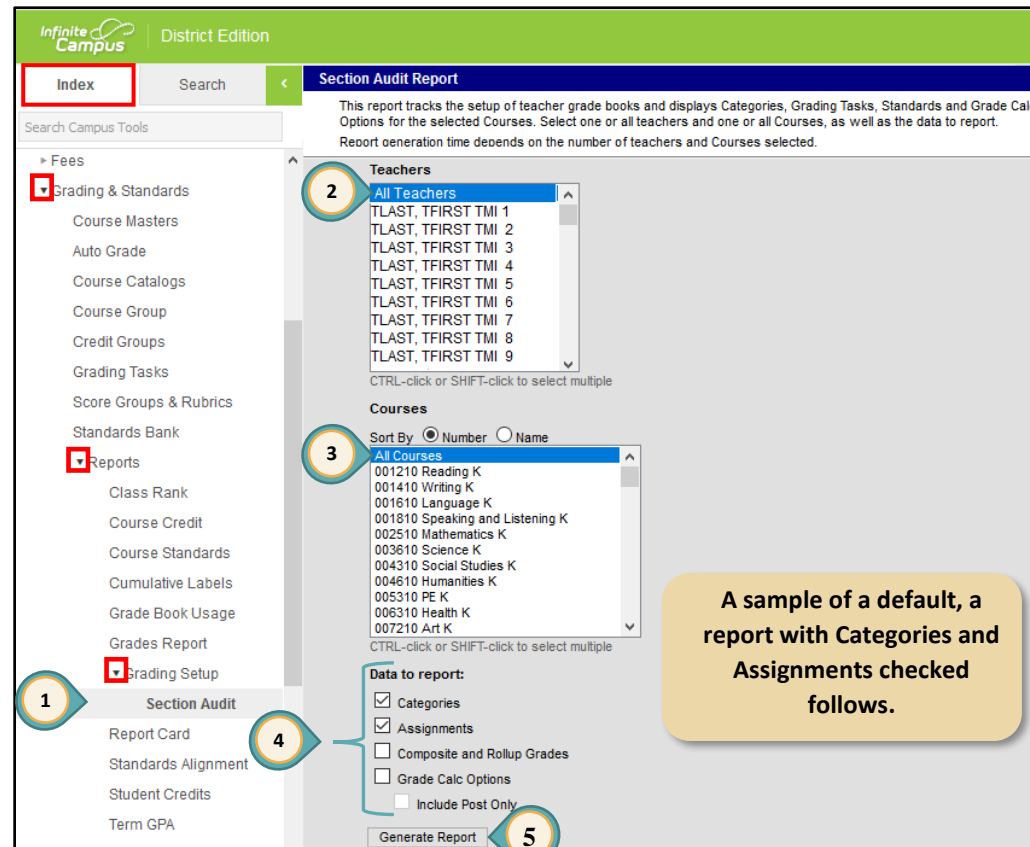 Infinite Campus
District Edition
Index
Search
<
Search Campus Tools
Fees
Grading & Standards
Course Masters
Auto Grade
Course Catalogs
Course Group
Credit Groups
Grading Tasks
Score Groups & Rubrics
Standards Bank
Reports
Class Rank
Course Credit
Course Standards
Cumulative Labels
Grade Book Usage
Grades Report
Grading Setup
1
Section Audit
Report Card
Standards Alignment
Student Credits
Term GPA
Section Audit Report
This report tracks the setup of teacher grade books and displays Categories, Grading Tasks, Standards and Grade Cal
Options for the selected Courses. Select one or all teachers and one or all Courses, as well as the data to report.
Report generation time depends on the number of teachers and Courses selected.
Teachers
2
All Teachers
TLAST, TFIRST TMI 1
TLAST, TFIRST TMI 2
TLAST, TFIRST TMI 3
TLAST, TFIRST TMI 4
TLAST, TFIRST TMI 5
TLAST, TFIRST TMI 6
TLAST, TFIRST TMI 7
TLAST, TFIRST TMI 8
TLAST, TFIRST TMI 9
CTRL-click or SHIFT-click to select multiple
Courses
Sort By Number Name
3
All Courses
001210 Reading K
001410 Writing K
001610 Language K
001810 Speaking and Listening K
002510 Mathematics K
003610 Science K
004310 Social Studies K
004610 Humanities K
005310 PE K
006310 Health K
007210 Art K
CTRL-click or SHIFT-click to select multiple
Data to report:
4
Categories
Assignments
Composite and Rollup Grades
Grade Calc Options
Include Post Only
Generate Report
5
A sample of a default, a
report with Categories and
Assignments checked
follows.